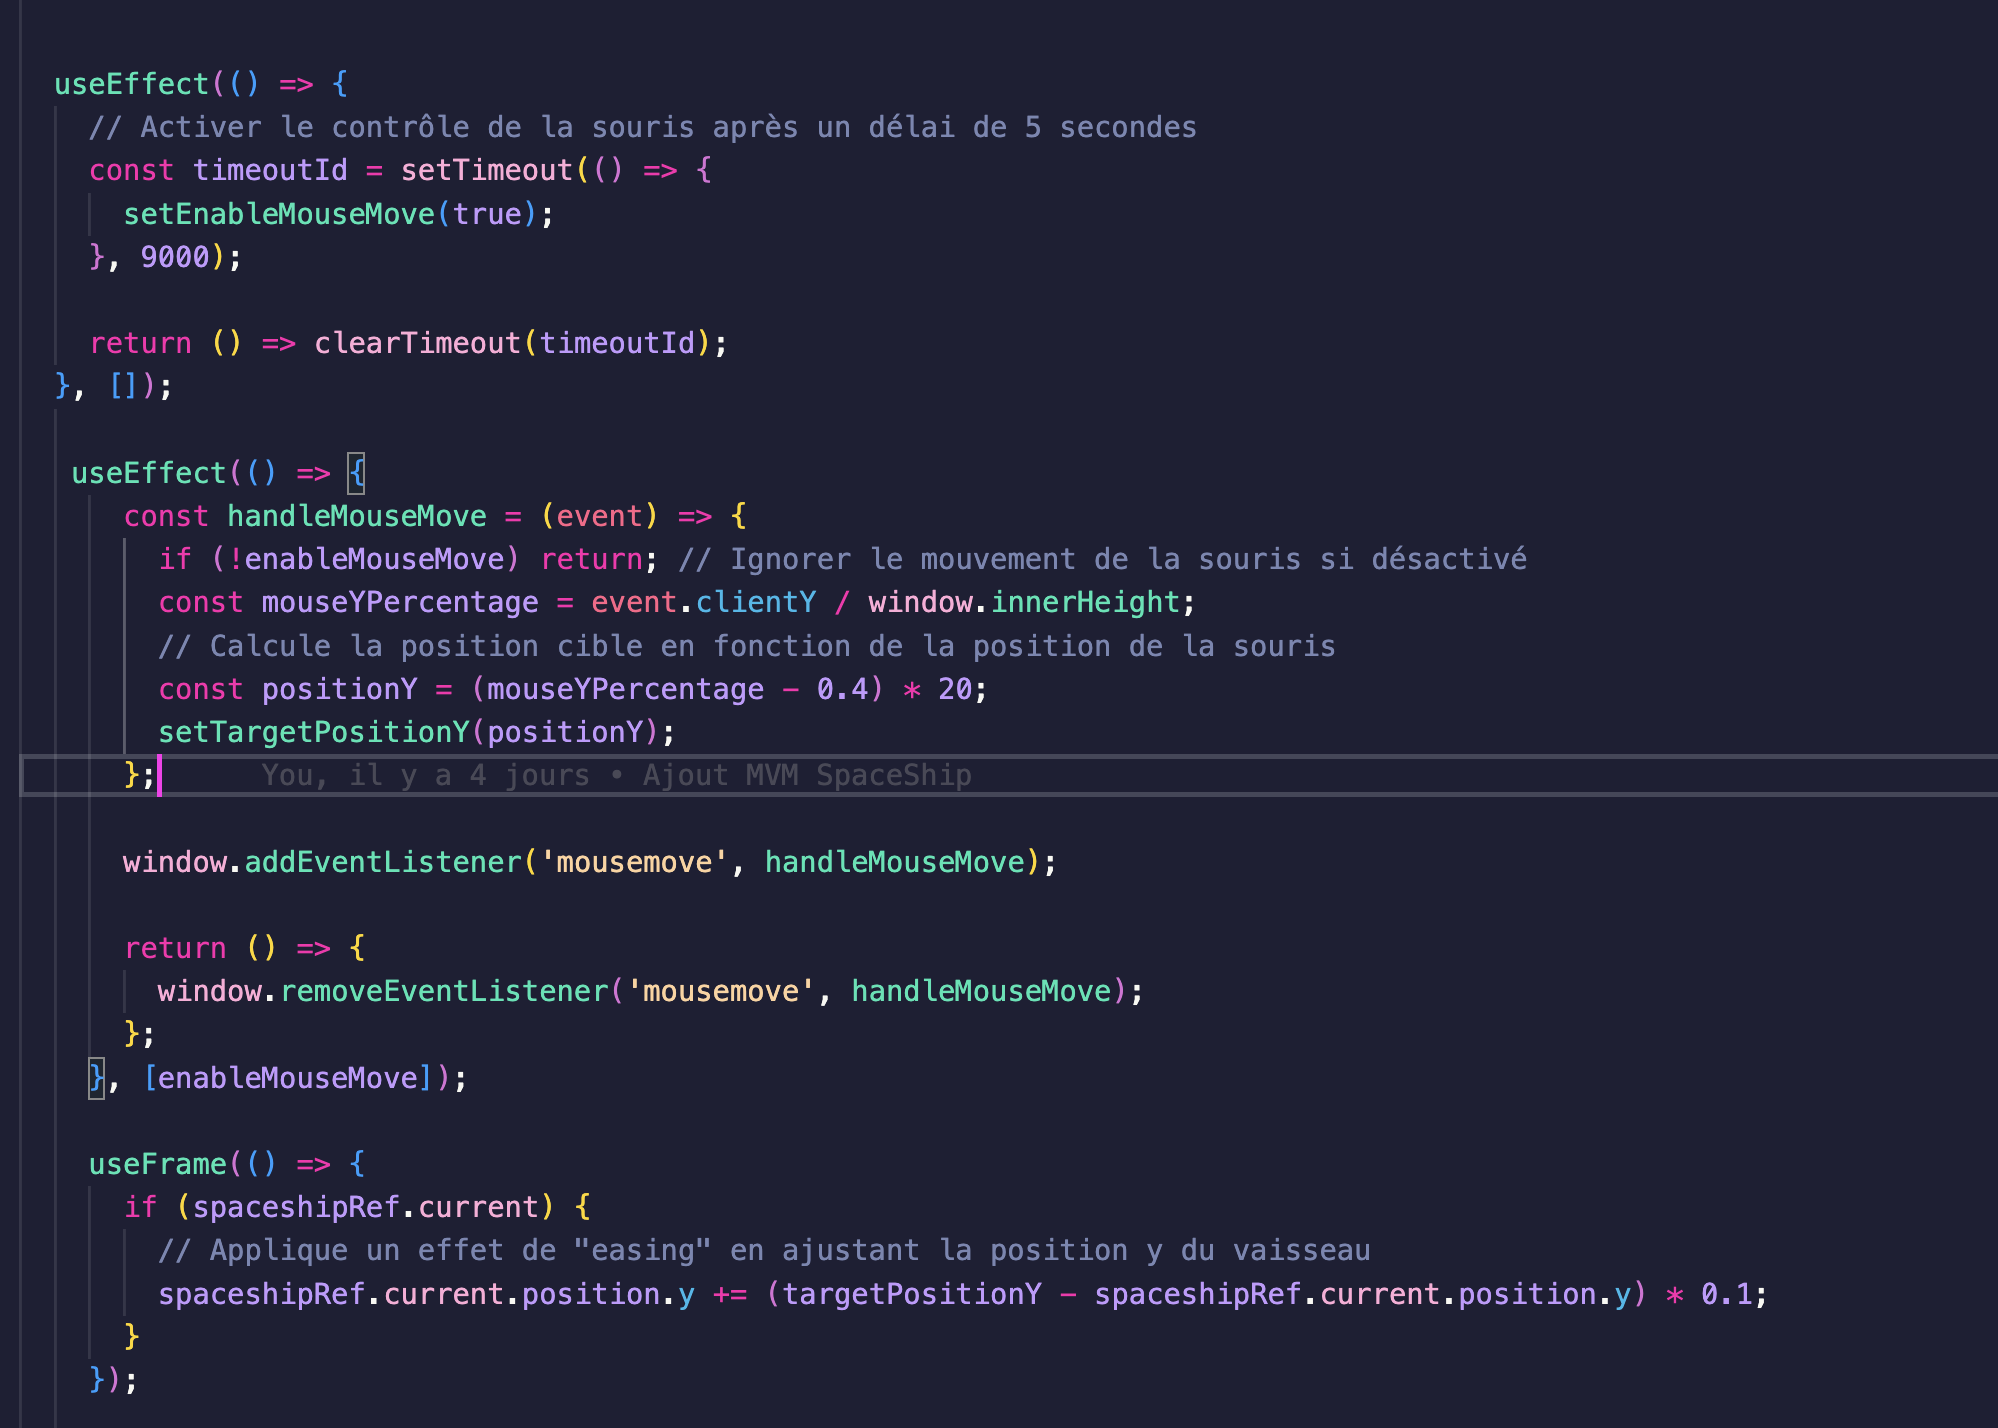 useEffect(() => {
// Activer le contrôle de la souris après un délai de 5 secondes
const timeoutId = setTimeout(() => {
setEnableMouseMove(true);
}, 9000);
return () => clearTimeout(timeoutId);
}, []);
useEffect(() => {
const handleMouseMove = (event) => {
if (!enableMouseMove) return; // Ignorer le mouvement de la souris si désactivé
const mouseYPercentage = event.clientY / window.innerHeight;
// Calcule la position cible en fonction de la position de la souris
const positionY = (mouseYPercentage - 0.4) * 20;
setTargetPositionY(positionY);
}; You, il y a 4 jours • Ajout MVM SpaceShip
window.addEventListener('mousemove', handleMouseMove);
return () => {
window.removeEventListener('mousemove', handleMouseMove);
};
}, [enableMouseMove]);
useFrame(() => {
if (spaceshipRef.current) {
// Applique un effet de "easing" en ajustant la position y du vaisseau
spaceshipRef.current.position.y += (targetPositionY - spaceshipRef.current.position.y) * 0.1;
}
});